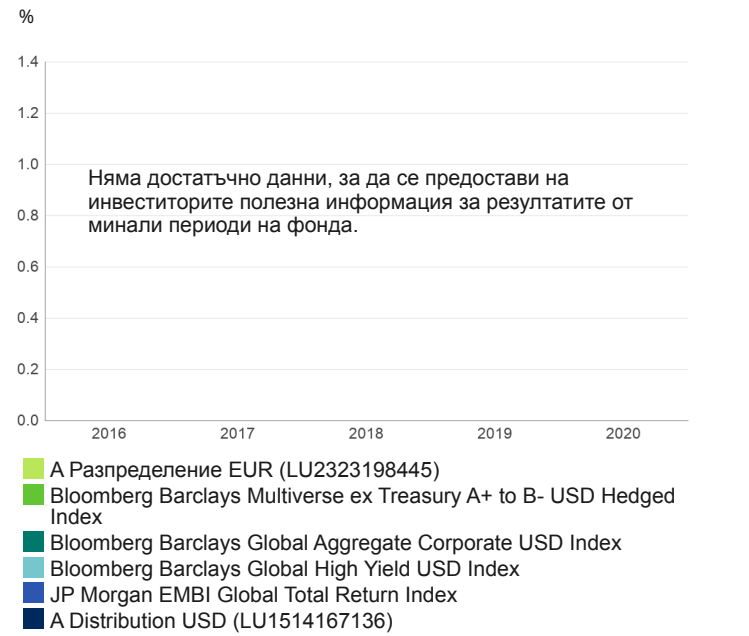 %
1.4
1.2
1.0
Няма достатъчно данни, за да се предостави на
инвеститорите полезна информация за резултатите от
0.8
минали периоди на фонда.
0.6
0.4
0.2
0.0
2016 2017 2018 2019 2020
А Разпределение EUR (LU2323198445)
Bloomberg Barclays Multiverse ex Treasury A+ to B- USD Hedged
Index
Bloomberg Barclays Global Aggregate Corporate USD Index
Bloomberg Barclays Global High Yield USD Index
JP Morgan EMBI Global Total Return Index
A Distribution USD (LU1514167136)